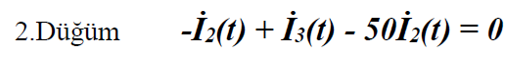 2.Düğüm -İ₂(t) + İ₃(t) - 50İ₂(t) = 0